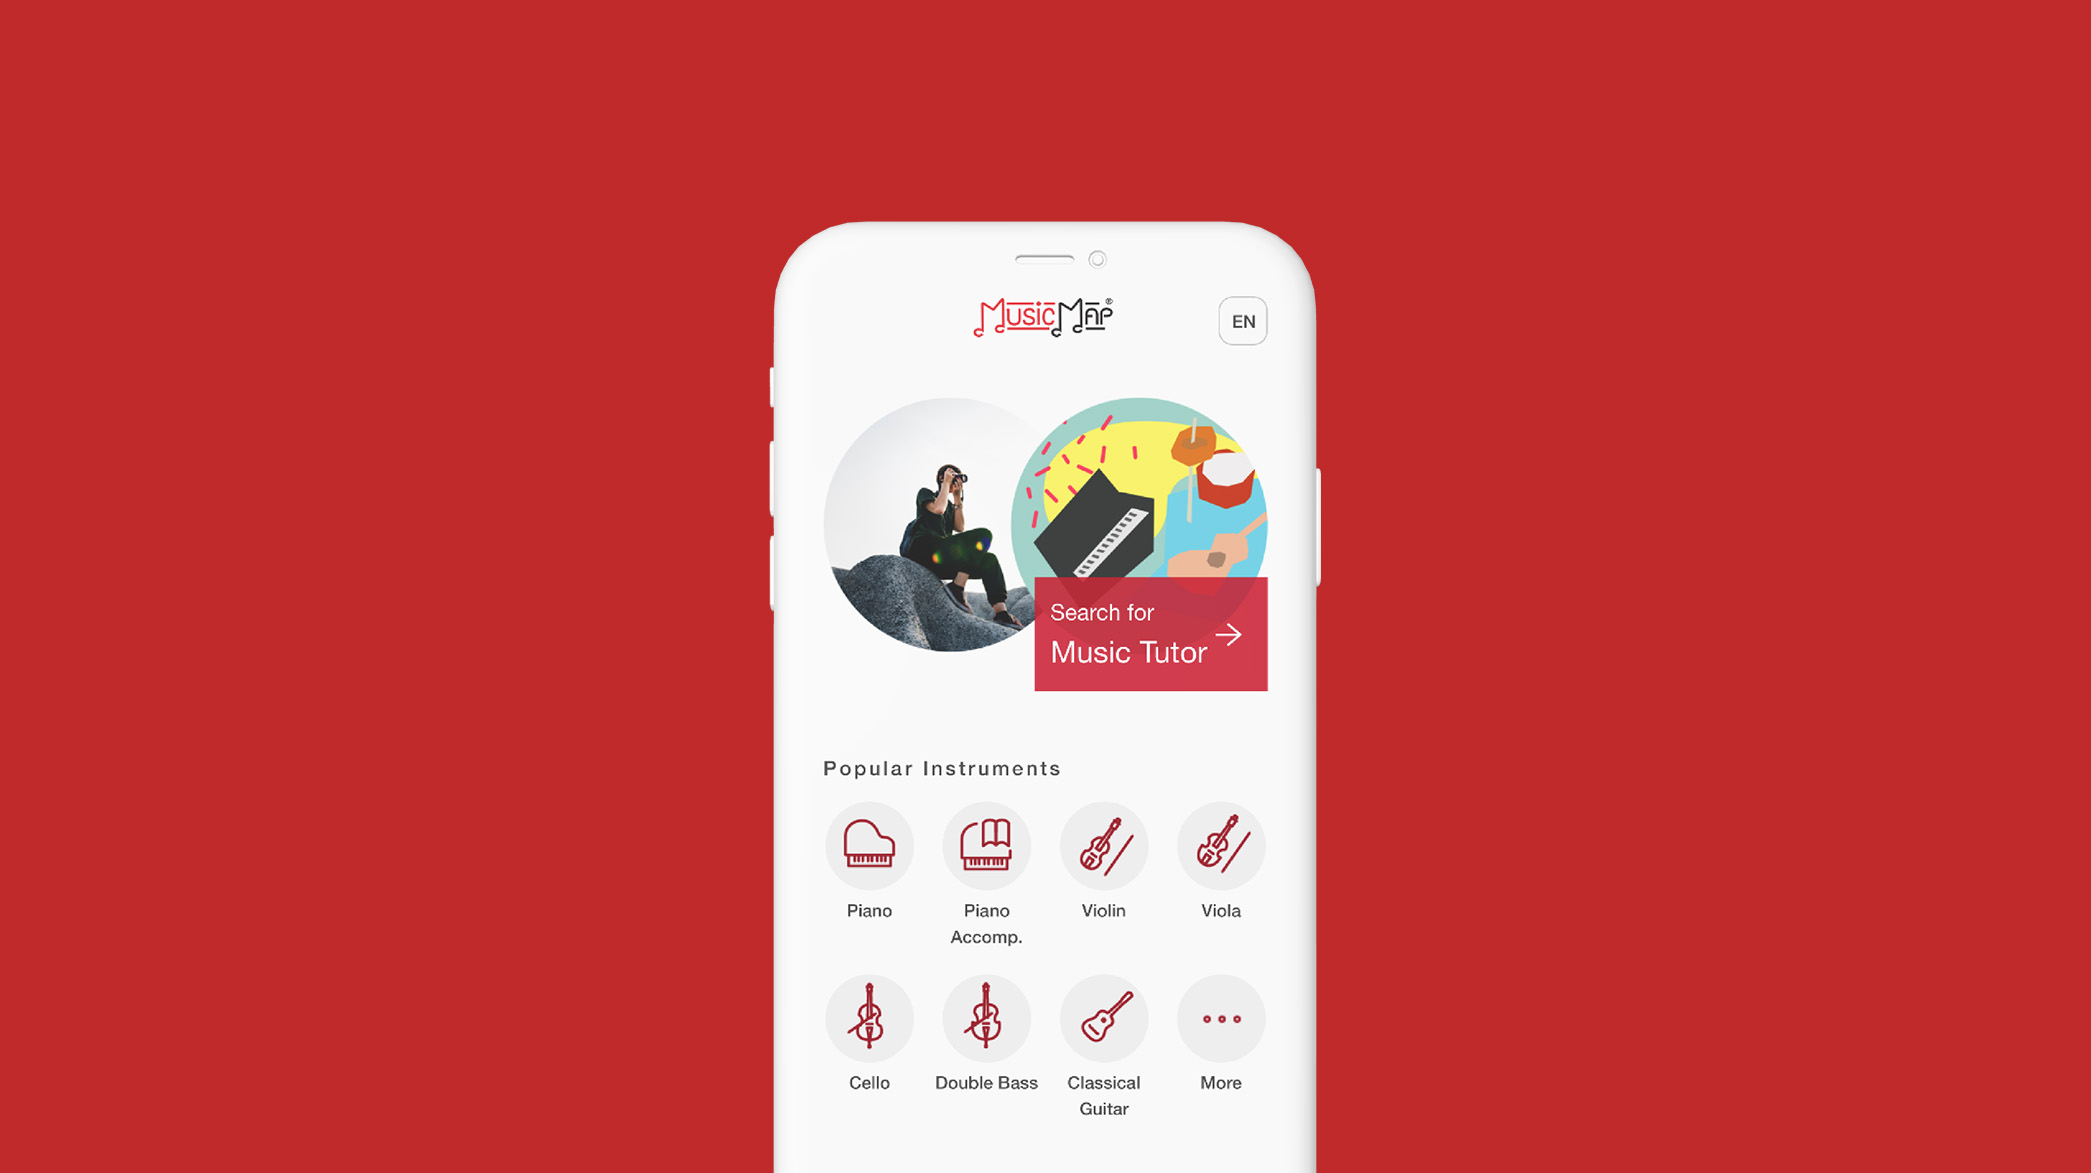 MusicMap®
EN
Search for
Music Tutor
Popular Instruments
Piano
Piano
Accomp.
Violin
Viola
Cello
Double Bass
Classical
Guitar
More